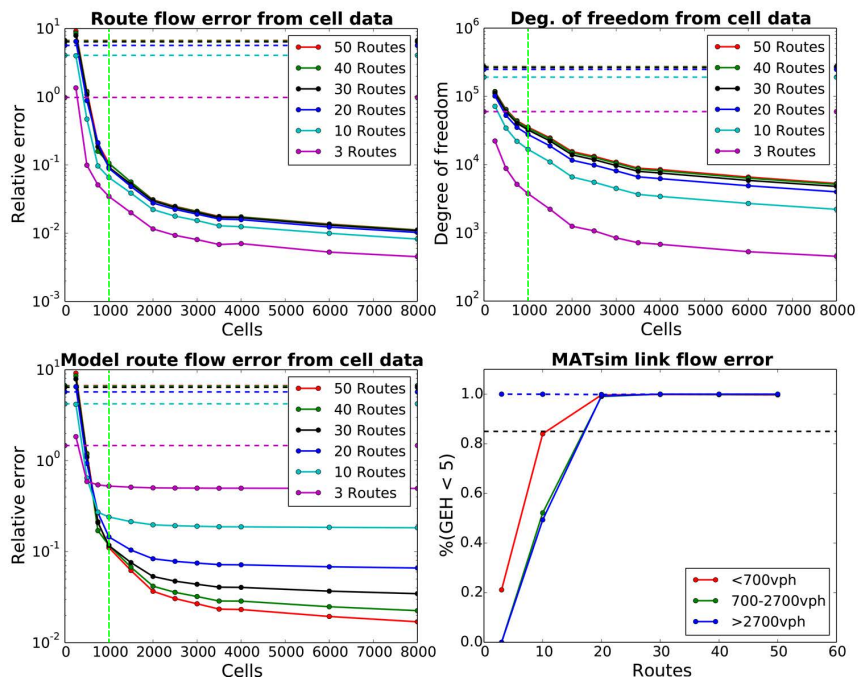 Route flow error from cell data
10^1
10^0
10^-1
10^-2
10^-3
Relative error
0 1000 2000 3000 4000 5000 6000 7000 8000
Cells
50 Routes
40 Routes
30 Routes
20 Routes
10 Routes
3 Routes
Deg. of freedom from cell data
10^6
10^5
10^4
10^3
10^2
Degree of freedom
0 1000 2000 3000 4000 5000 6000 7000 8000
Cells
50 Routes
40 Routes
30 Routes
20 Routes
10 Routes
3 Routes
Model route flow error from cell data
10^1
10^0
10^-1
10^-2
Relative error
0 1000 2000 3000 4000 5000 6000 7000 8000
Cells
50 Routes
40 Routes
30 Routes
20 Routes
10 Routes
3 Routes
MATsim link flow error
1.0
0.8
0.6
0.4
0.2
0.0
%(GEH < 5)
0 10 20 30 40 50 60
Routes
<700vph
700-2700vph
>2700vph